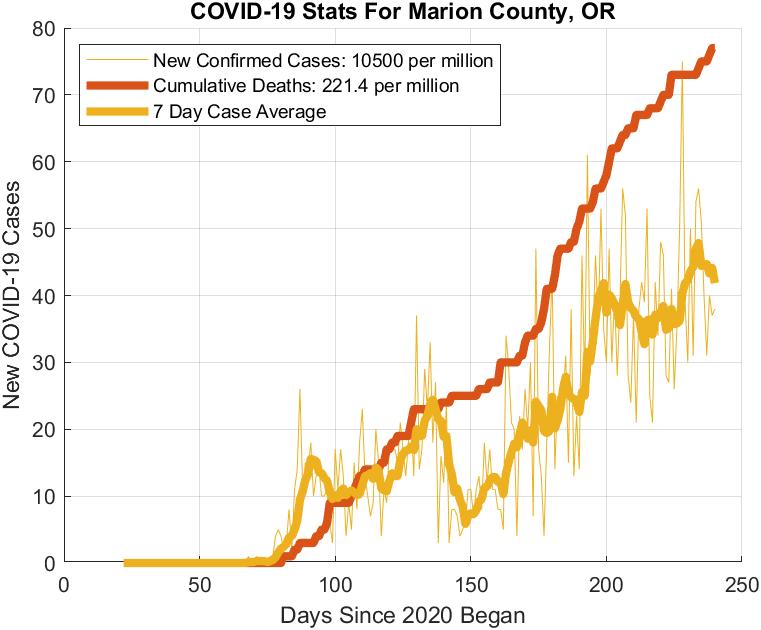 COVID-19 Stats For Marion County, OR
80
70
60
50
40
30
20
10
0
New COVID-19 Cases
New Confirmed Cases: 10500 per million
Cumulative Deaths: 221.4 per million
7 Day Case Average
0 50 100 150 200 250
Days Since 2020 Began